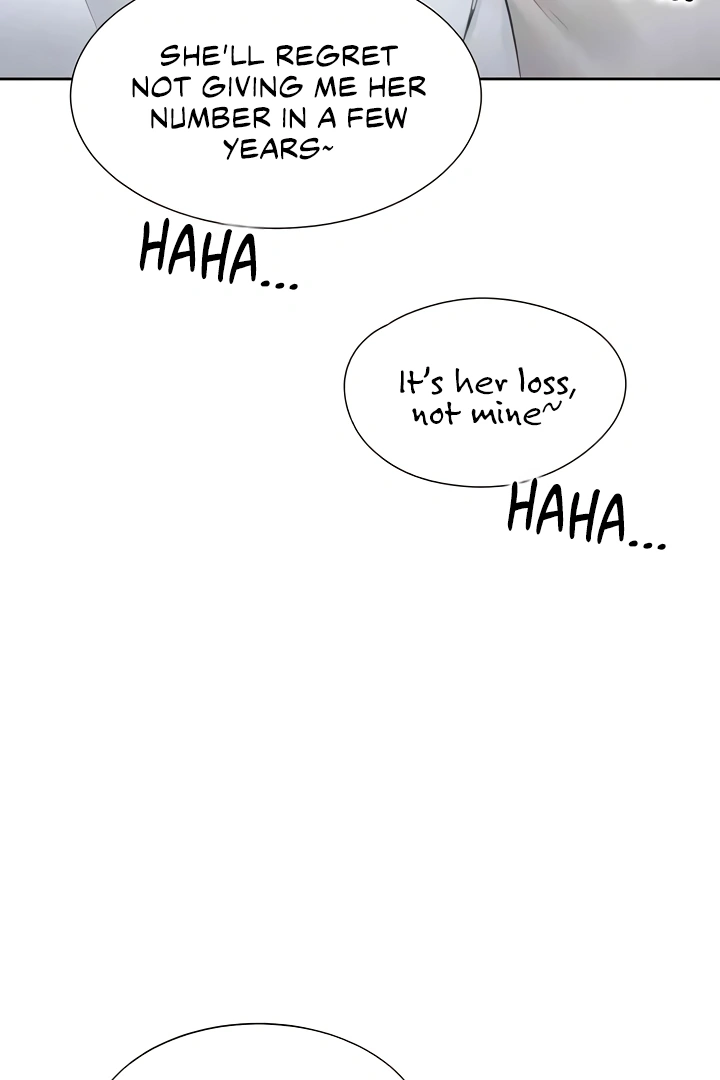 SHE'LL REGRET
NOT GIVING ME HER
NUMBER IN A FEW
YEARS~
HAHA...
It's her loss,
not mine~
HAHA...